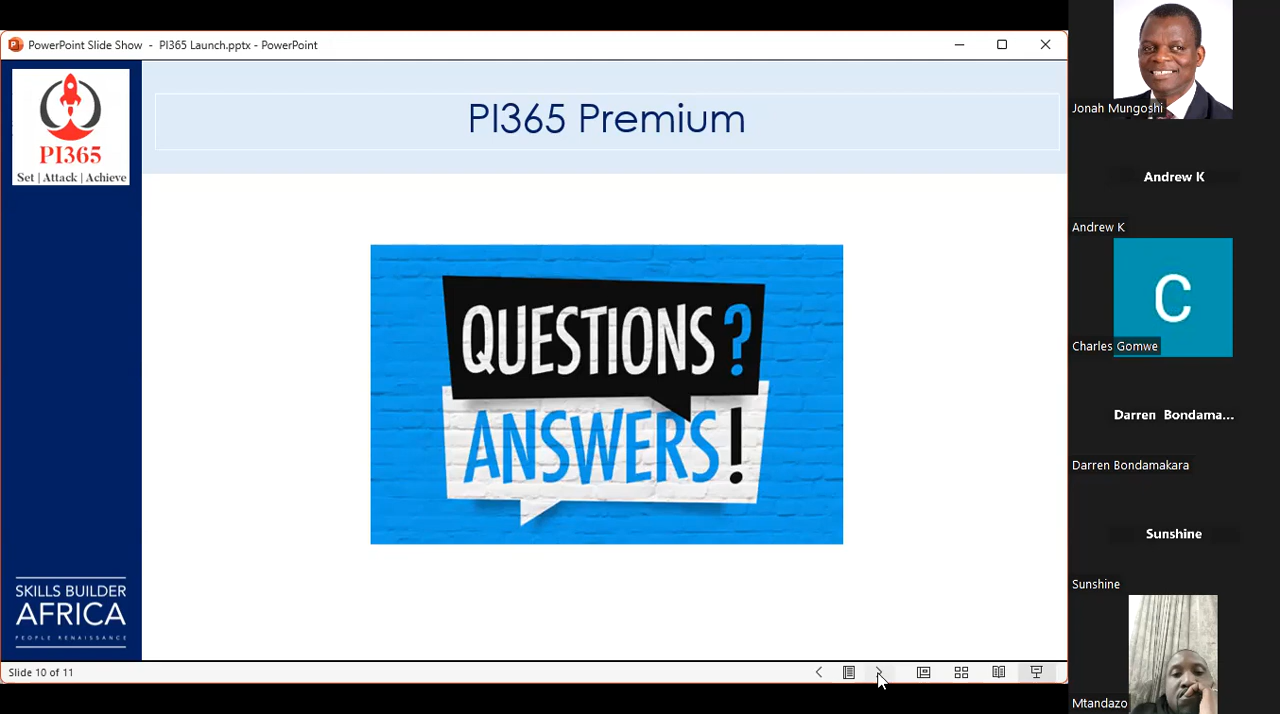 PowerPoint Slide Show - PI365 Launch.pptx - PowerPoint
PI365
Set | Attack | Achieve
PI365 Premium
QUESTIONS?
ANSWERS!
SKILLS BUILDER
AFRICA
PEOPLE RENAISSANCE
Slide 10 of 11
Jonah Mungoshi
Andrew K
Andrew K
C
Charles Gomwe
Darren Bondama...
Darren Bondamakara
Sunshine
Sunshine
Mtandazo